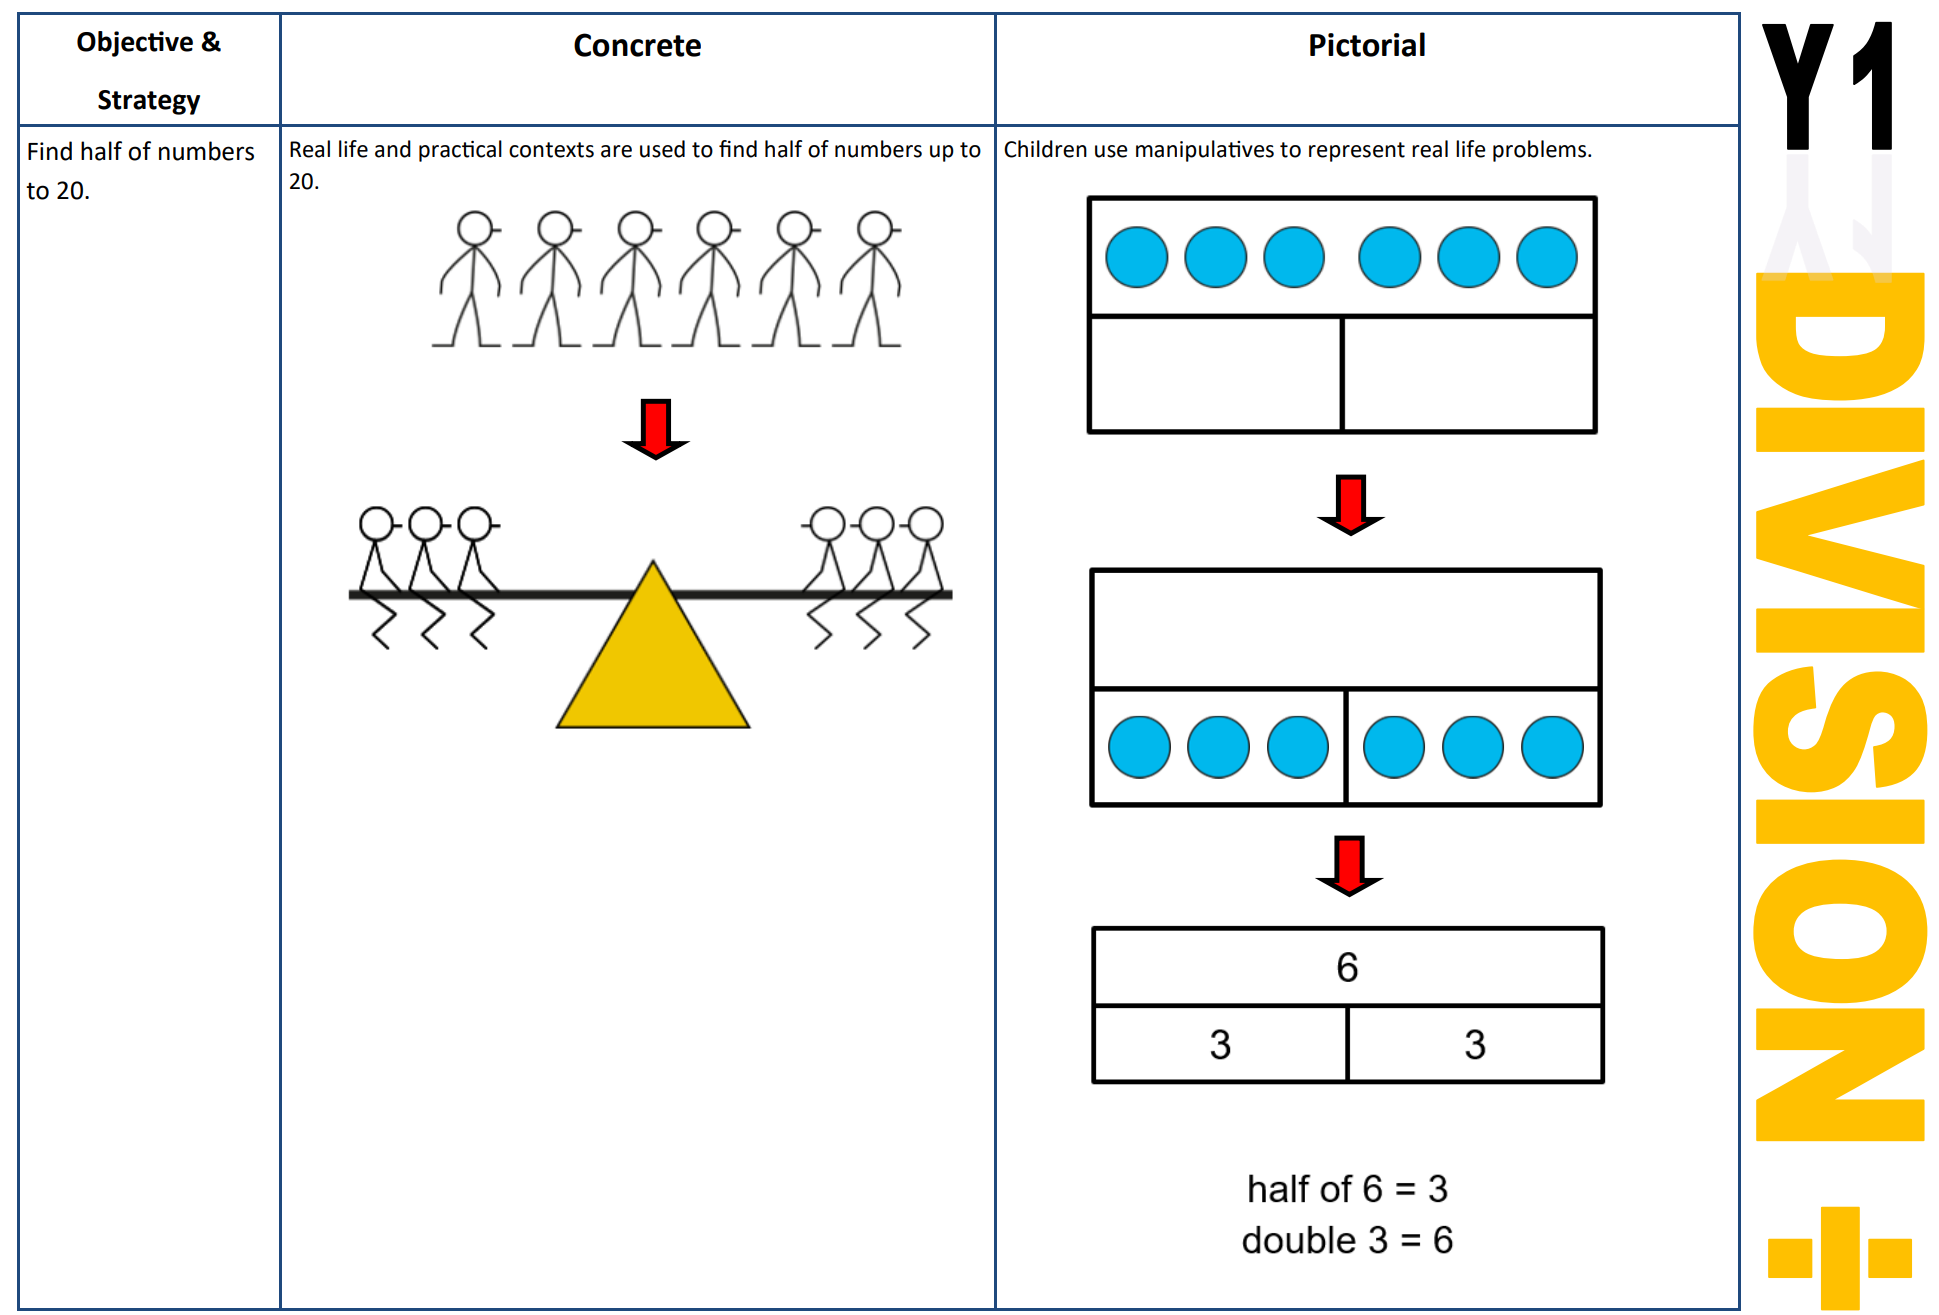 Objective &
Strategy
Concrete
Pictorial
Find half of numbers
to 20.
Real life and practical contexts are used to find half of numbers up to
20.
Children use manipulatives to represent real life problems.
6
3 3
half of 6 = 3
double 3 = 6
Y1
DIVISION ÷